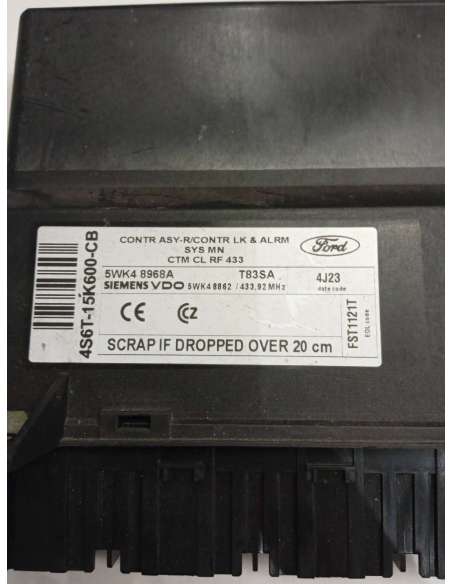 4S6T-15K600-CB
CONTR ASY-R/CONTR LK & ALRM
SYS MN
CTM CL RF 433
Ford
5WK4 8968A T83SA
4J23
SIEMENS VDO 5WK4 8862 / 433,92 MHz
date code
CE CZ
FST1121T
EOL code
SCRAP IF DROPPED OVER 20 cm